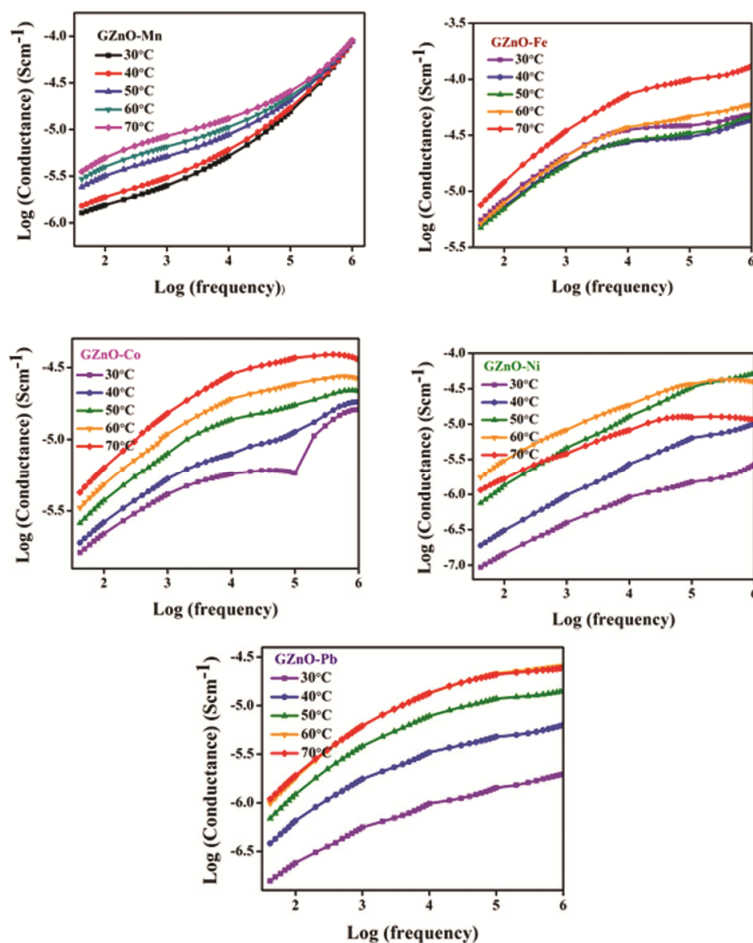 GZnO-Mn
30°C
40°C
50°C
60°C
70°C
-4.0
-4.5
-5.0
-5.5
-6.0
2
3
4
5
6
Log (Conductance) (Scm-1)
Log (frequency))
GZnO-Fe
30°C
40°C
50°C
60°C
70°C
-3.5
-4.0
-4.5
-5.0
-5.5
2
3
4
5
6
Log (Conductance) (Scm-1)
Log (frequency)
GZnO-Co
30°C
40°C
50°C
60°C
70°C
-4.5
-5.0
-5.5
2
3
4
5
6
Log (Conductance) (Scm-1)
Log (frequency)
GZnO-Ni
30°C
40°C
50°C
60°C
70°C
-4.0
-4.5
-5.0
-5.5
-6.0
-6.5
-7.0
2
3
4
5
6
Log (Conductance) (Scm-1)
Log (frequency)
GZnO-Pb
30°C
40°C
50°C
60°C
70°C
-4.5
-5.0
-5.5
-6.0
-6.5
2
3
4
5
6
Log (Conductance) (Scm-1)
Log (frequency)